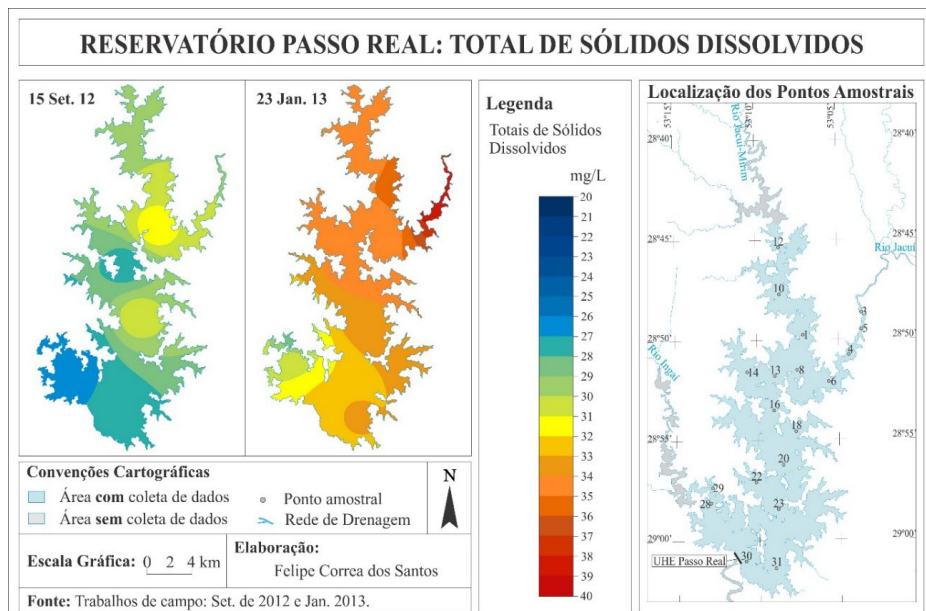 RESERVATÓRIO PASSO REAL: TOTAL DE SÓLIDOS DISSOLVIDOS
15 Set. 12
23 Jan. 13
Legenda
Totais de Sólidos
Dissolvidos
mg/L
20
22
23
24
25
26
27
28
29
30
31
32
33
34
35
36
37
38
39
40
Localização dos Pontos Amostrais
53°15'
53°10'
53°05'
28°40'
28°40'
Rio Jacuí-Mirim
28°45'
28°45'
Rio Jacuí
12
10
3
5
1
4
28°50'
28°50'
Rio Ingaí
14
13
8
6
16
18
28°55'
28°55'
20
22
29
28
23
29°00'
29°00'
UHE Passo Real
30
31
Convenções Cartográficas
Área com coleta de dados
Área sem coleta de dados
Ponto amostral
Rede de Drenagem
N
Escala Gráfica: 0 2 4 km
Elaboração:
Felipe Correa dos Santos
Fonte: Trabalhos de campo: Set. de 2012 e Jan. 2013.